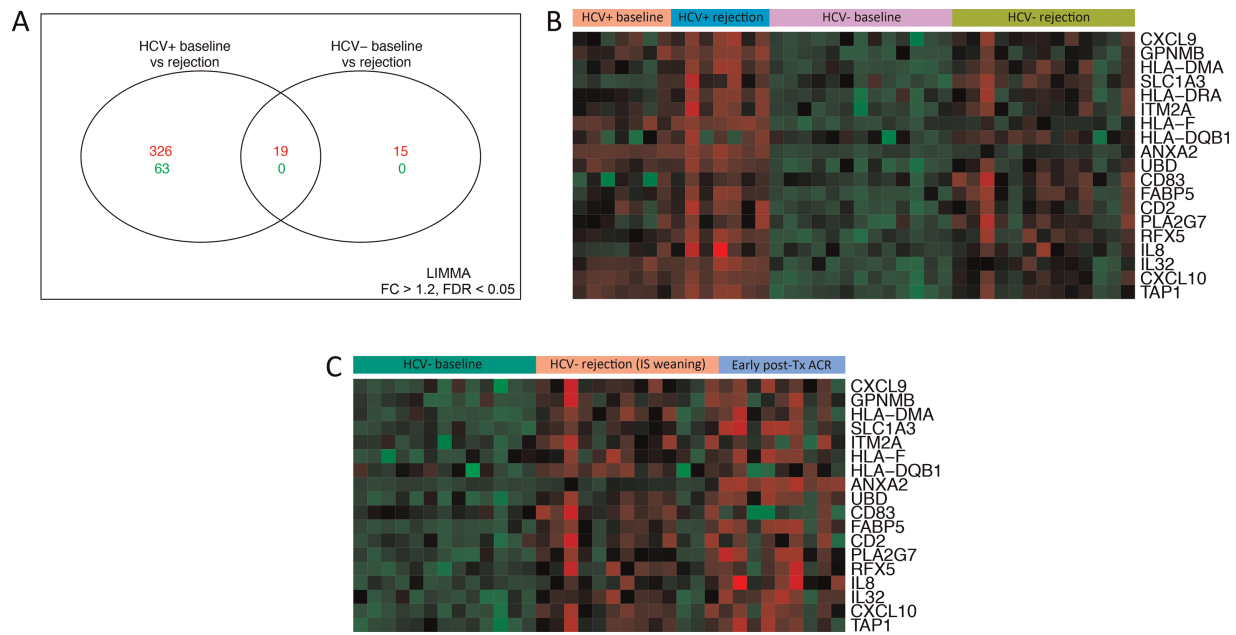 A
HCV+ baseline
vs rejection
HCV− baseline
vs rejection
326
63
19
0
15
0
LIMMA
FC > 1.2, FDR < 0.05
B
HCV+ baseline
HCV+ rejection
HCV- baseline
HCV- rejection
CXCL9
GPNMB
HLA−DMA
SLC1A3
HLA−DRA
ITM2A
HLA−F
HLA−DQB1
ANXA2
UBD
CD83
FABP5
CD2
PLA2G7
RFX5
IL8
IL32
CXCL10
TAP1
C
HCV- baseline
HCV- rejection (IS weaning)
Early post-Tx ACR
CXCL9
GPNMB
HLA−DMA
SLC1A3
ITM2A
HLA−F
HLA−DQB1
ANXA2
UBD
CD83
FABP5
CD2
PLA2G7
RFX5
IL8
IL32
CXCL10
TAP1